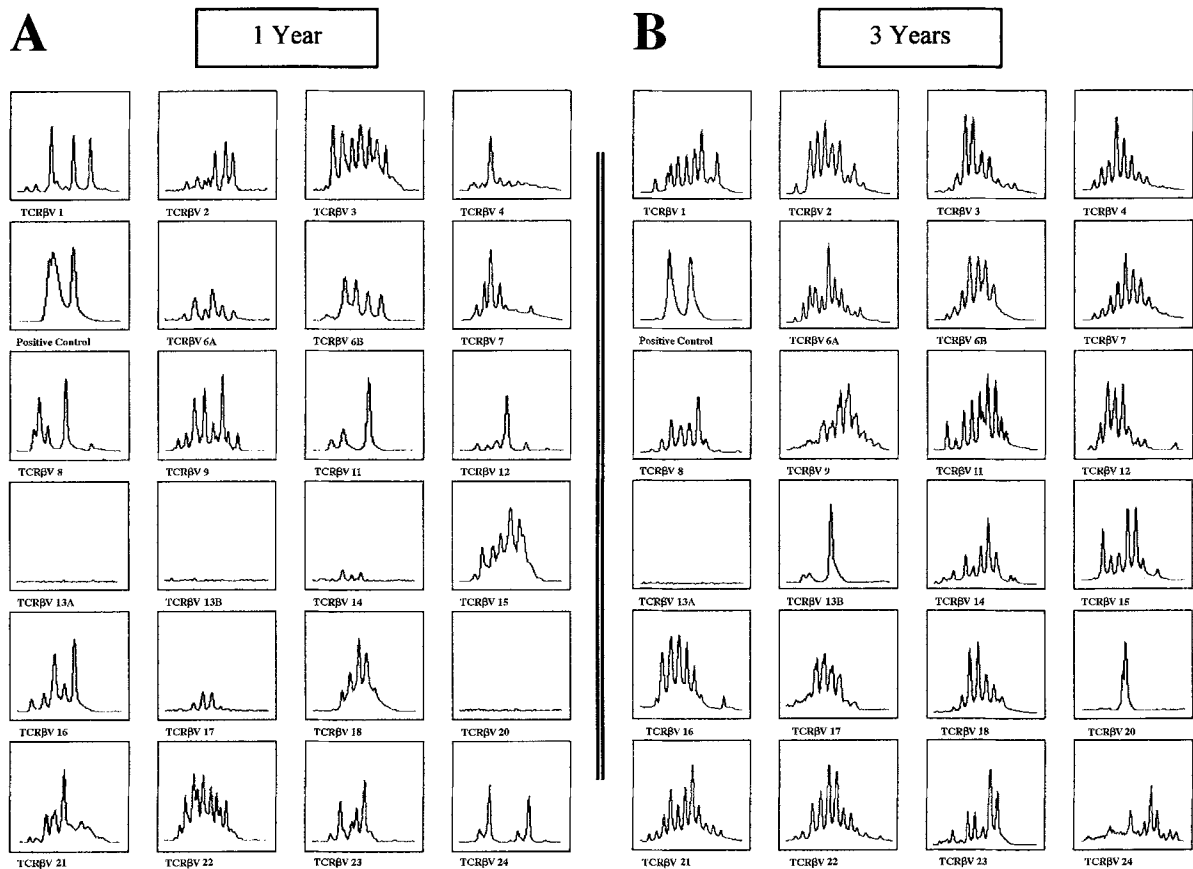 A
1 Year
TCRβV 1
TCRβV 2
TCRβV 3
TCRβV 4
Positive Control
TCRβV 6A
TCRβV 6B
TCRβV 7
TCRβV 8
TCRβV 9
TCRβV 11
TCRβV 12
TCRβV 13A
TCRβV 13B
TCRβV 14
TCRβV 15
TCRβV 16
TCRβV 17
TCRβV 18
TCRβV 20
TCRβV 21
TCRβV 22
TCRβV 23
TCRβV 24
B
3 Years
TCRβV 1
TCRβV 2
TCRβV 3
TCRβV 4
Positive Control
TCRβV 6A
TCRβV 6B
TCRβV 7
TCRβV 8
TCRβV 9
TCRβV 11
TCRβV 12
TCRβV 13A
TCRβV 13B
TCRβV 14
TCRβV 15
TCRβV 16
TCRβV 17
TCRβV 18
TCRβV 20
TCRβV 21
TCRβV 22
TCRβV 23
TCRβV 24